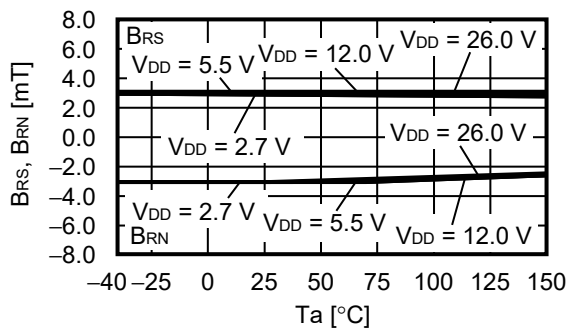 8.0
6.0
4.0
2.0
0.0
−2.0
−4.0
−6.0
−8.0
BRS, BRN [mT]
BRS
VDD = 5.5 V
VDD = 12.0 V
VDD = 26.0 V
VDD = 2.7 V
VDD = 26.0 V
VDD = 2.7 V
VDD = 5.5 V
VDD = 12.0 V
BRN
−40 −25 0 25 50 75 100 125 150
Ta [°C]